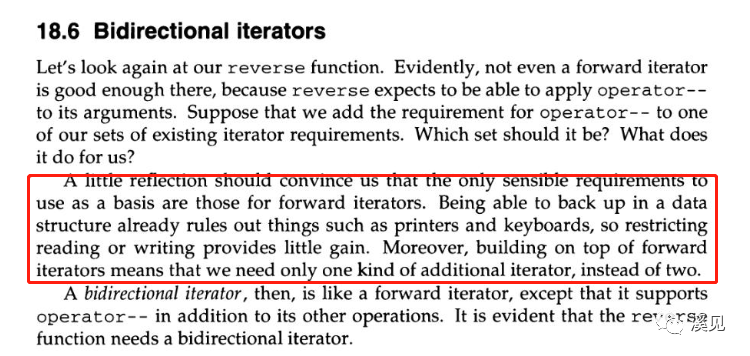 18.6 Bidirectional iterators
Let's look again at our reverse function. Evidently, not even a forward iterator
is good enough there, because reverse expects to be able to apply operator--
to its arguments. Suppose that we add the requirement for operator-- to one
of our sets of existing iterator requirements. Which set should it be? What does
it do for us?
A little reflection should convince us that the only sensible requirements to
use as a basis are those for forward iterators. Being able to back up in a data
structure already rules out things such as printers and keyboards, so restricting
reading or writing provides little gain. Moreover, building on top of forward
iterators means that we need only one kind of additional iterator, instead of two.
A bidirectional iterator, then, is like a forward iterator, except that it supports
operator-- in addition to its other operations. It is evident that the reverse
function needs a bidirectional iterator.
溪见